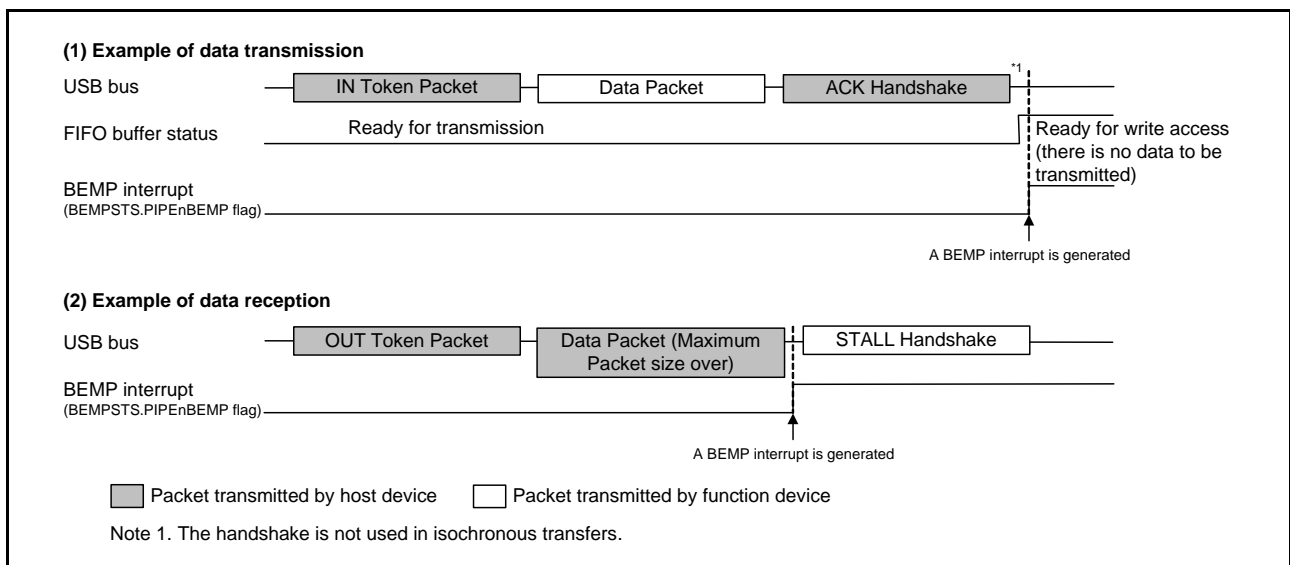 (1) Example of data transmission
USB bus
IN Token Packet
Data Packet
ACK Handshake
*1
FIFO buffer status
Ready for transmission
Ready for write access
(there is no data to be
transmitted)
BEMP interrupt
(BEMPSTS.PIPEnBEMP flag)
A BEMP interrupt is generated
(2) Example of data reception
USB bus
OUT Token Packet
Data Packet (Maximum
Packet size over)
STALL Handshake
BEMP interrupt
(BEMPSTS.PIPEnBEMP flag)
A BEMP interrupt is generated
Packet transmitted by host device
Packet transmitted by function device
Note 1. The handshake is not used in isochronous transfers.